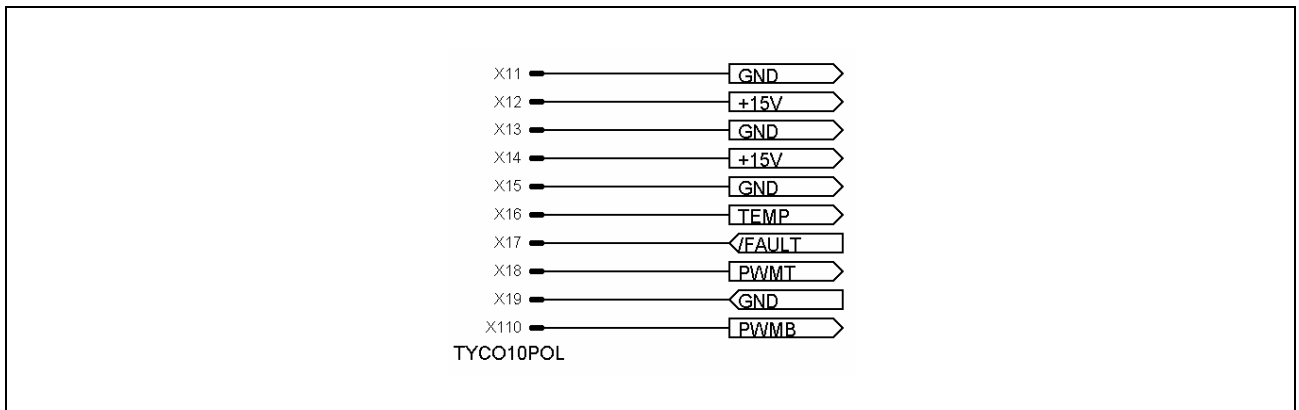 X11 GND
X12 +15V
X13 GND
X14 +15V
X15 GND
X16 TEMP
X17 /FAULT
X18 PWMT
X19 GND
X110 PWMB
TYCO10POL